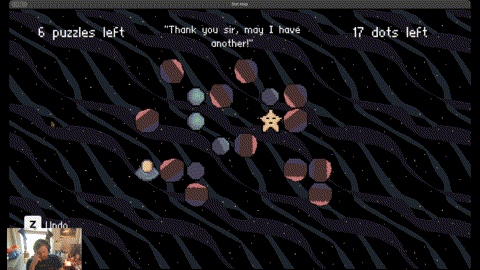 6 puzzles left
"Thank you sir, may I have
another!"
17 dots left
Z Undo